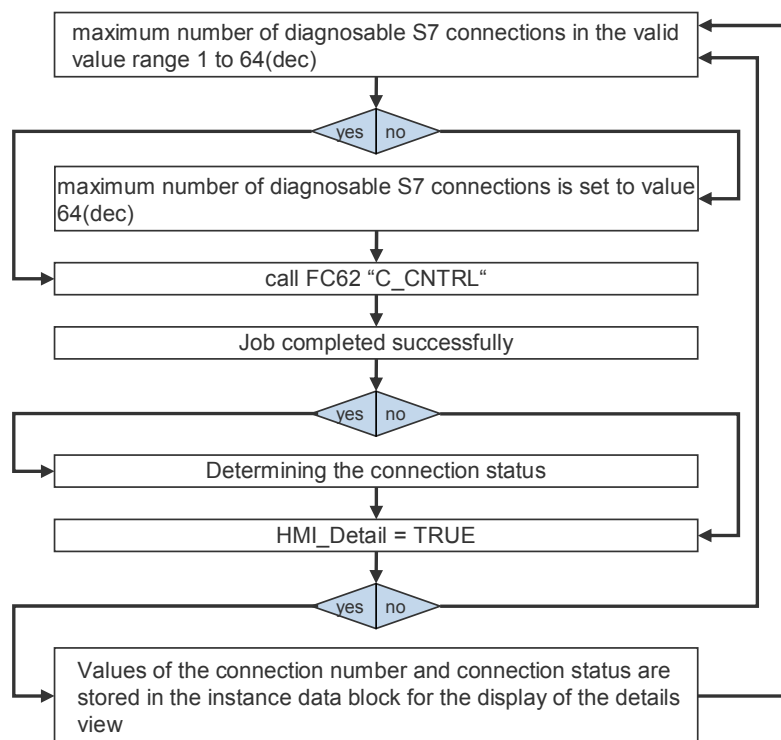 maximum number of diagnosable S7 connections in the valid
value range 1 to 64(dec)
yes no
maximum number of diagnosable S7 connections is set to value
64(dec)
call FC62 “C_CNTRL“
Job completed successfully
yes no
Determining the connection status
HMI_Detail = TRUE
yes no
Values of the connection number and connection status are
stored in the instance data block for the display of the details
view